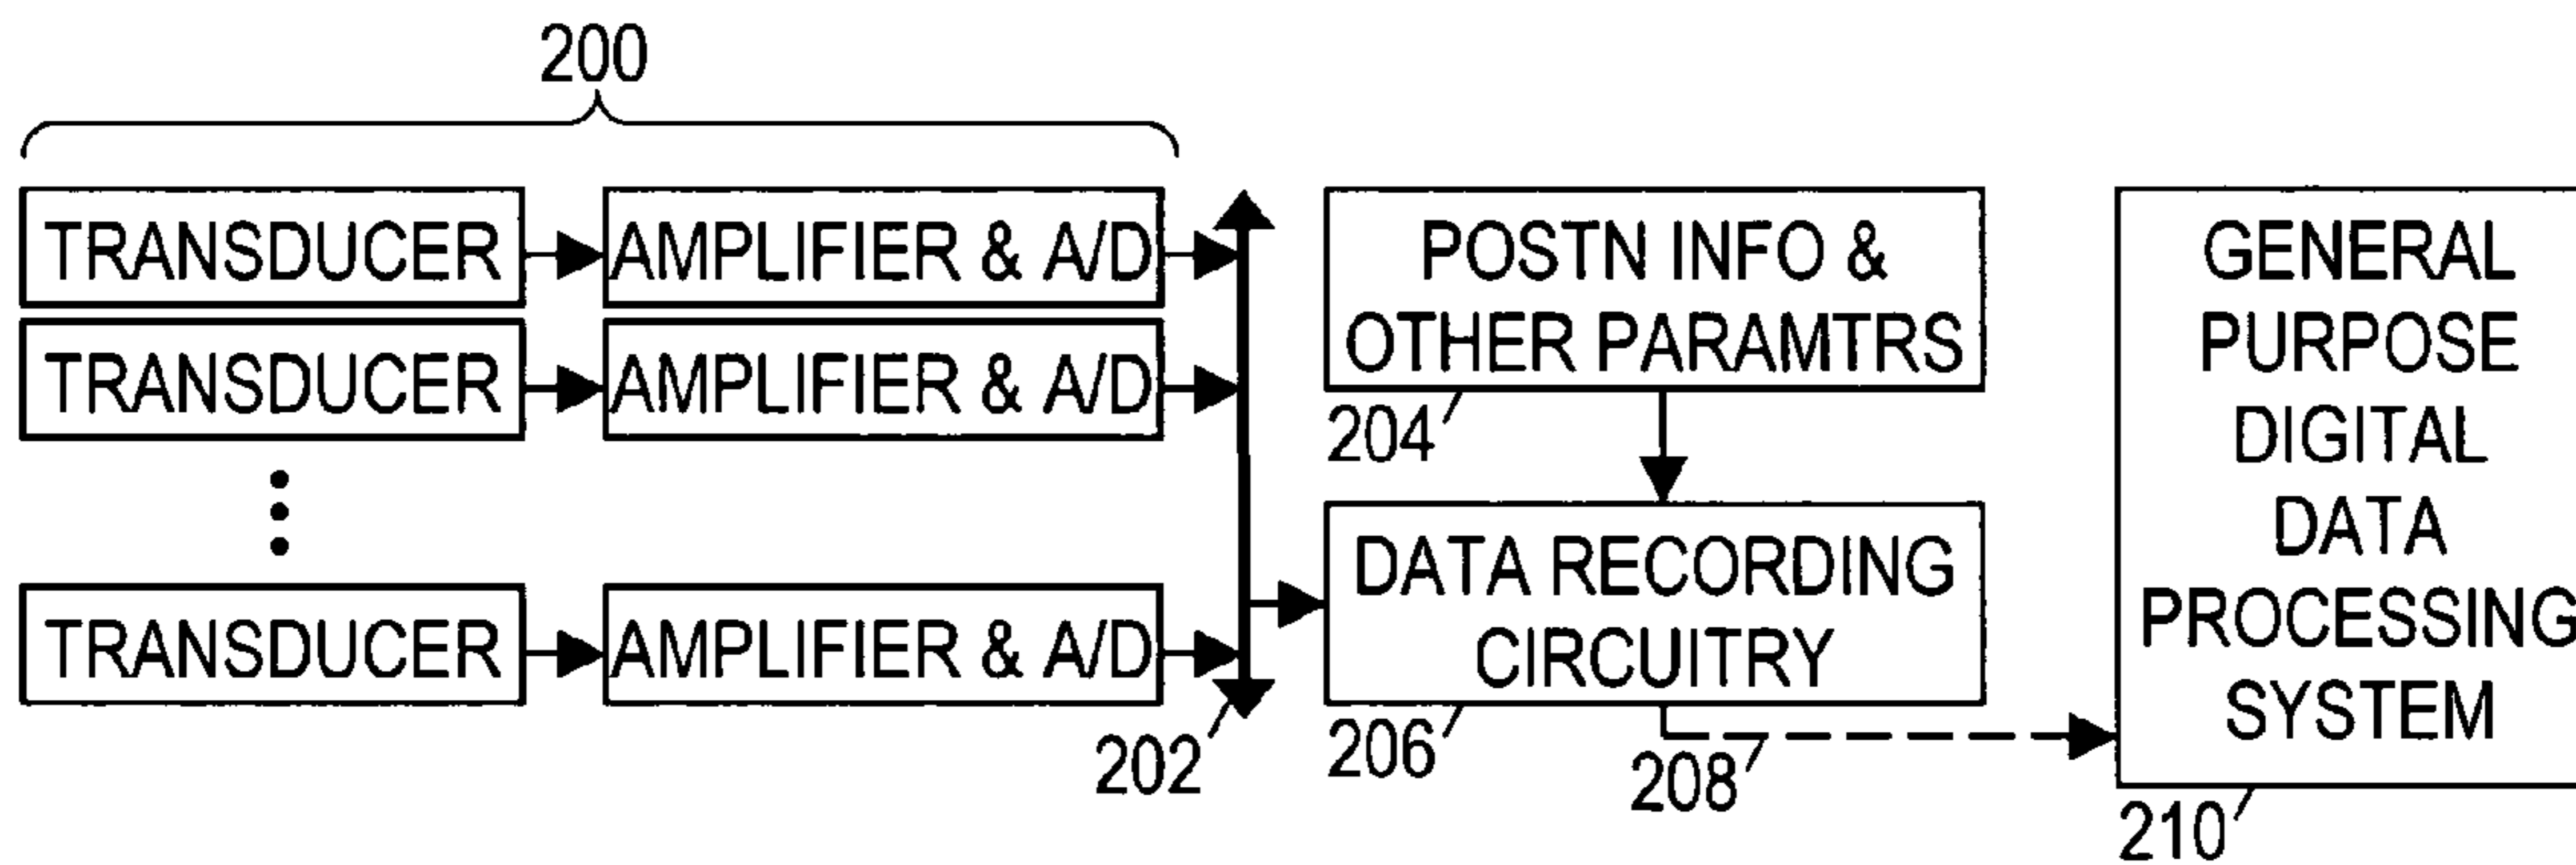 200
TRANSDUCER
AMPLIFIER & A/D
TRANSDUCER
AMPLIFIER & A/D
TRANSDUCER
AMPLIFIER & A/D
202
POSTN INFO &
OTHER PARAMTRS
204
DATA RECORDING
CIRCUITRY
206
208
GENERAL
PURPOSE
DIGITAL
DATA
PROCESSING
SYSTEM
210